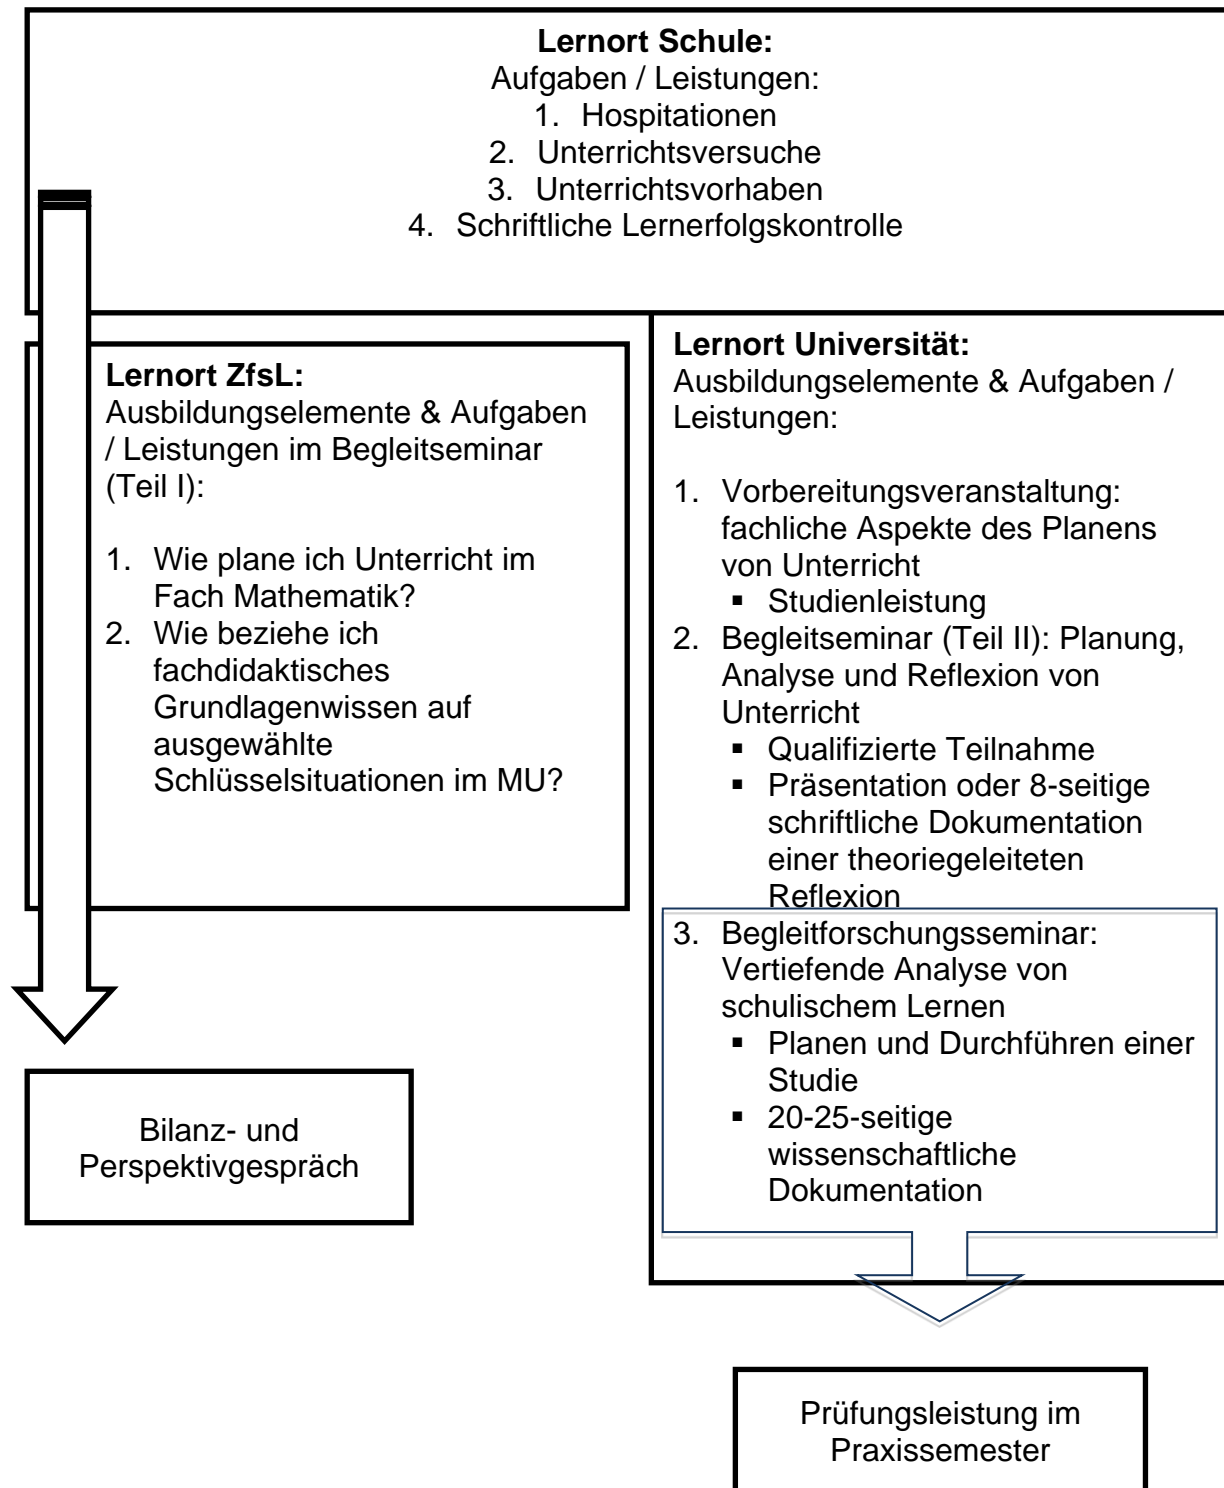 Lernort Schule:
Aufgaben / Leistungen:
1. Hospitationen
2. Unterrichtsversuche
3. Unterrichtsvorhaben
4. Schriftliche Lernerfolgskontrolle
Lernort ZfsL:
Ausbildungselemente & Aufgaben
/ Leistungen im Begleitseminar
(Teil I):
1. Wie plane ich Unterricht im
Fach Mathematik?
2. Wie beziehe ich
fachdidaktisches
Grundlagenwissen auf
ausgewählte
Schlüsselsituationen im MU?
Lernort Universität:
Ausbildungselemente & Aufgaben /
Leistungen:
1. Vorbereitungsveranstaltung:
fachliche Aspekte des Planens
von Unterricht
▪ Studienleistung
2. Begleitseminar (Teil II): Planung,
Analyse und Reflexion von
Unterricht
▪ Qualifizierte Teilnahme
▪ Präsentation oder 8-seitige
schriftliche Dokumentation
einer theoriegeleiteten
Reflexion
3. Begleitforschungsseminar:
Vertiefende Analyse von
schulischem Lernen
▪ Planen und Durchführen einer
Studie
▪ 20-25-seitige
wissenschaftliche
Dokumentation
Bilanz- und
Perspektivgespräch
Prüfungsleistung im
Praxissemester